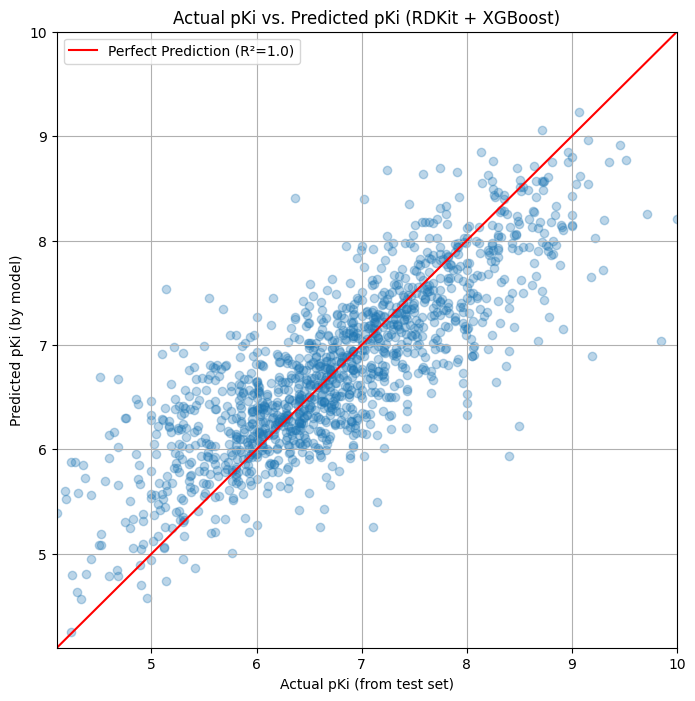 Actual pKi vs. Predicted pKi (RDKit + XGBoost)
Perfect Prediction (R²=1.0)
10
9
8
7
6
5
Predicted pKi (by model)
5 6 7 8 9 10
Actual pKi (from test set)